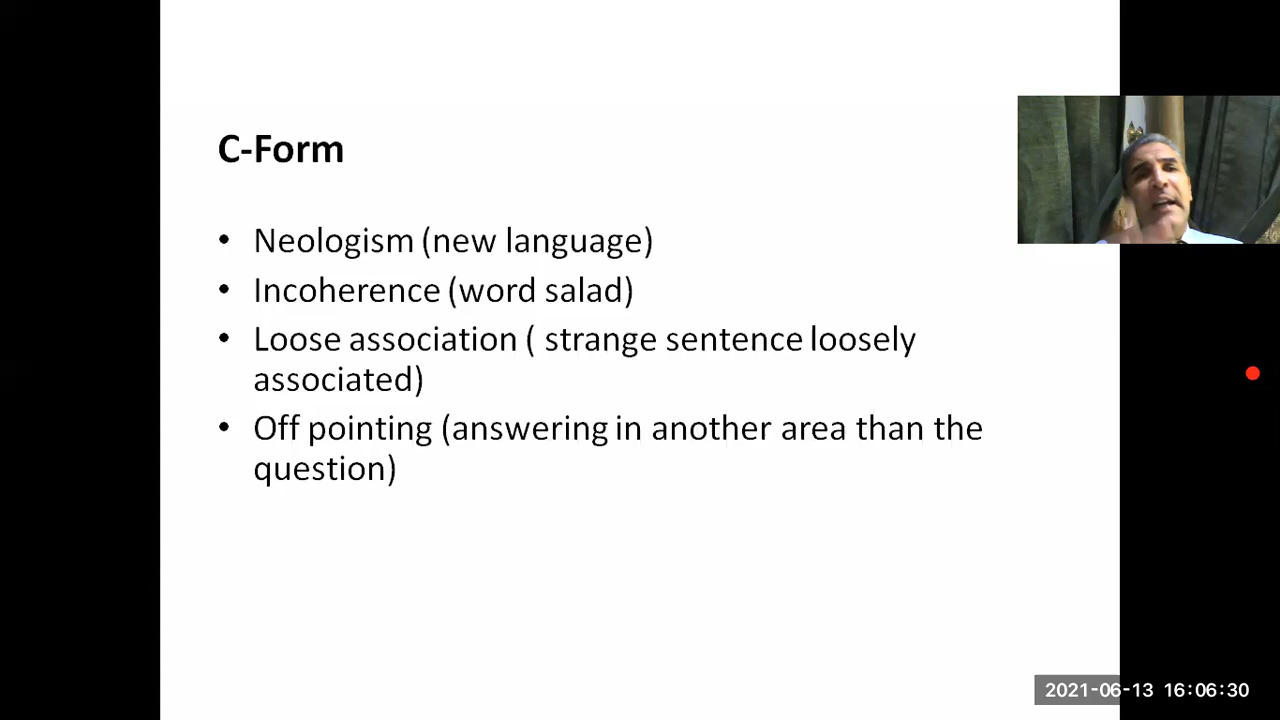 C-Form
• Neologism (new language)
• Incoherence (word salad)
• Loose association ( strange sentence loosely
associated)
• Off pointing (answering in another area than the
question)
2021-06-13 16:06:30